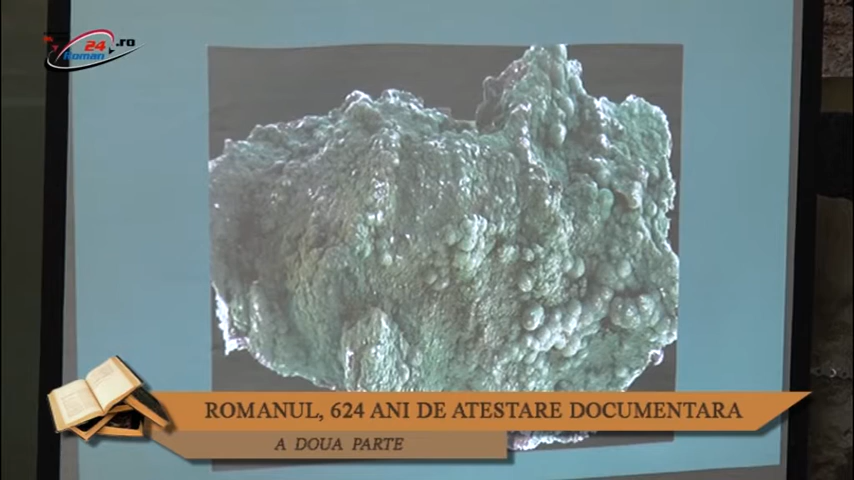 24.ro
Roman
ROMANUL, 624 ANI DE ATESTARE DOCUMENTARA
A DOUA PARTE